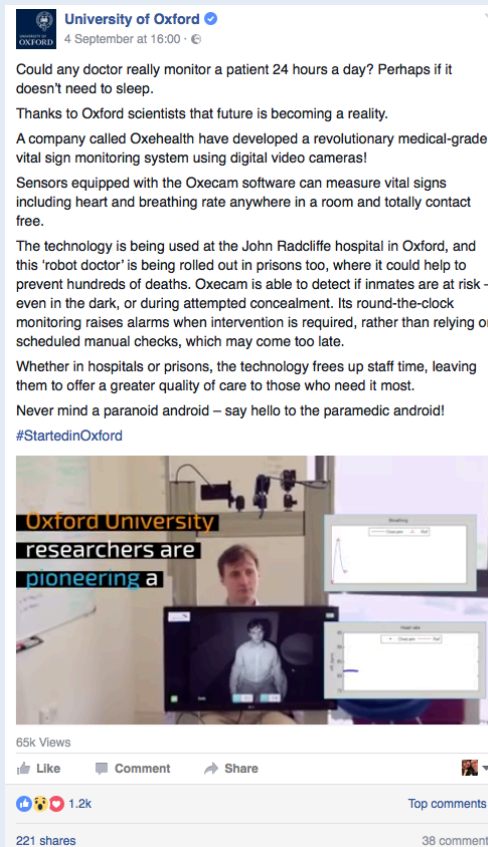 University of Oxford
UNIVERSITY OF
OXFORD
4 September at 16:00 ·
Could any doctor really monitor a patient 24 hours a day? Perhaps if it
doesn't need to sleep.
Thanks to Oxford scientists that future is becoming a reality.
A company called Oxehealth have developed a revolutionary medical-grade
vital sign monitoring system using digital video cameras!
Sensors equipped with the Oxecam software can measure vital signs
including heart and breathing rate anywhere in a room and totally contact
free.
The technology is being used at the John Radcliffe hospital in Oxford, and
this 'robot doctor' is being rolled out in prisons too, where it could help to
prevent hundreds of deaths. Oxecam is able to detect if inmates are at risk -
even in the dark, or during attempted concealment. Its round-the-clock
monitoring raises alarms when intervention is required, rather than relying o
scheduled manual checks, which may come too late.
Whether in hospitals or prisons, the technology frees up staff time, leaving
them to offer a greater quality of care to those who need it most.
Never mind a paranoid android – say hello to the paramedic android!
#StartedinOxford
Oxford University
researchers are
pioneering a
Breathing
Heart rate
65k Views
Like Comment Share
1.2k Top comments
221 shares 38 comment